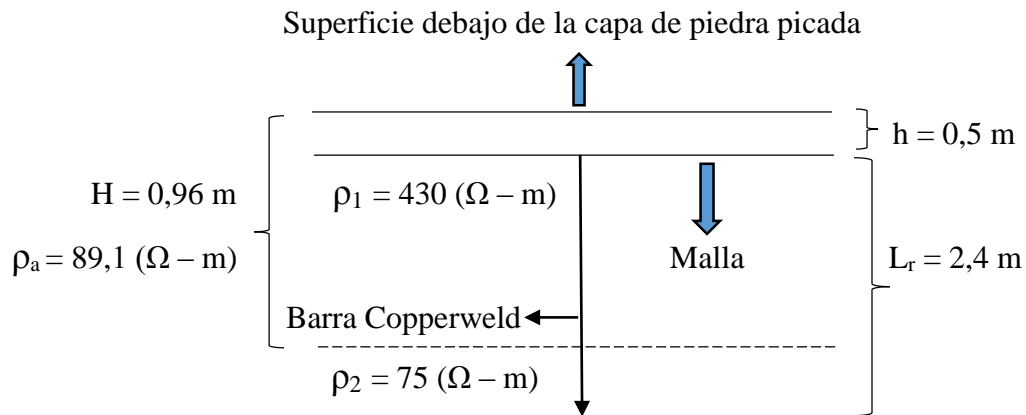 Superficie debajo de la capa de piedra picada
h = 0,5 m
H = 0,96 m
ρ₁ = 430 (Ω – m)
ρₐ = 89,1 (Ω – m)
Malla
Lᵣ = 2,4 m
Barra Copperweld
ρ₂ = 75 (Ω – m)